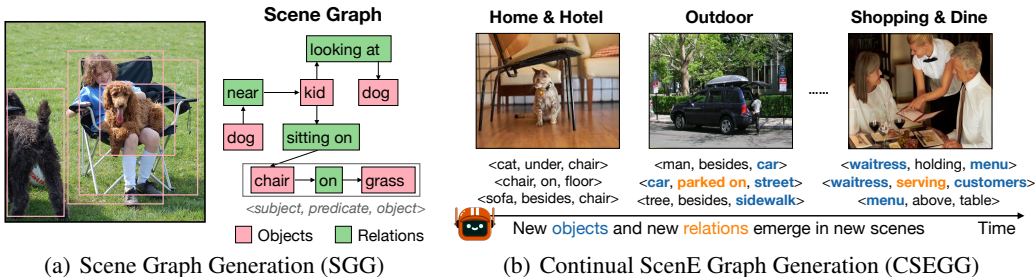 Scene Graph
looking at
near
kid
dog
dog
sitting on
chair
on
grass
<subject, predicate, object>
Objects
Relations
(a) Scene Graph Generation (SGG)
Home & Hotel
Outdoor
Shopping & Dine
......
<cat, under, chair>
<chair, on, floor>
<sofa, besides, chair>
<man, besides, car>
<car, parked on, street>
<tree, besides, sidewalk>
<waitress, holding, menu>
<waitress, serving, customers>
<menu, above, table>
New objects and new relations emerge in new scenes
Time
(b) Continual ScenE Graph Generation (CSEGG)